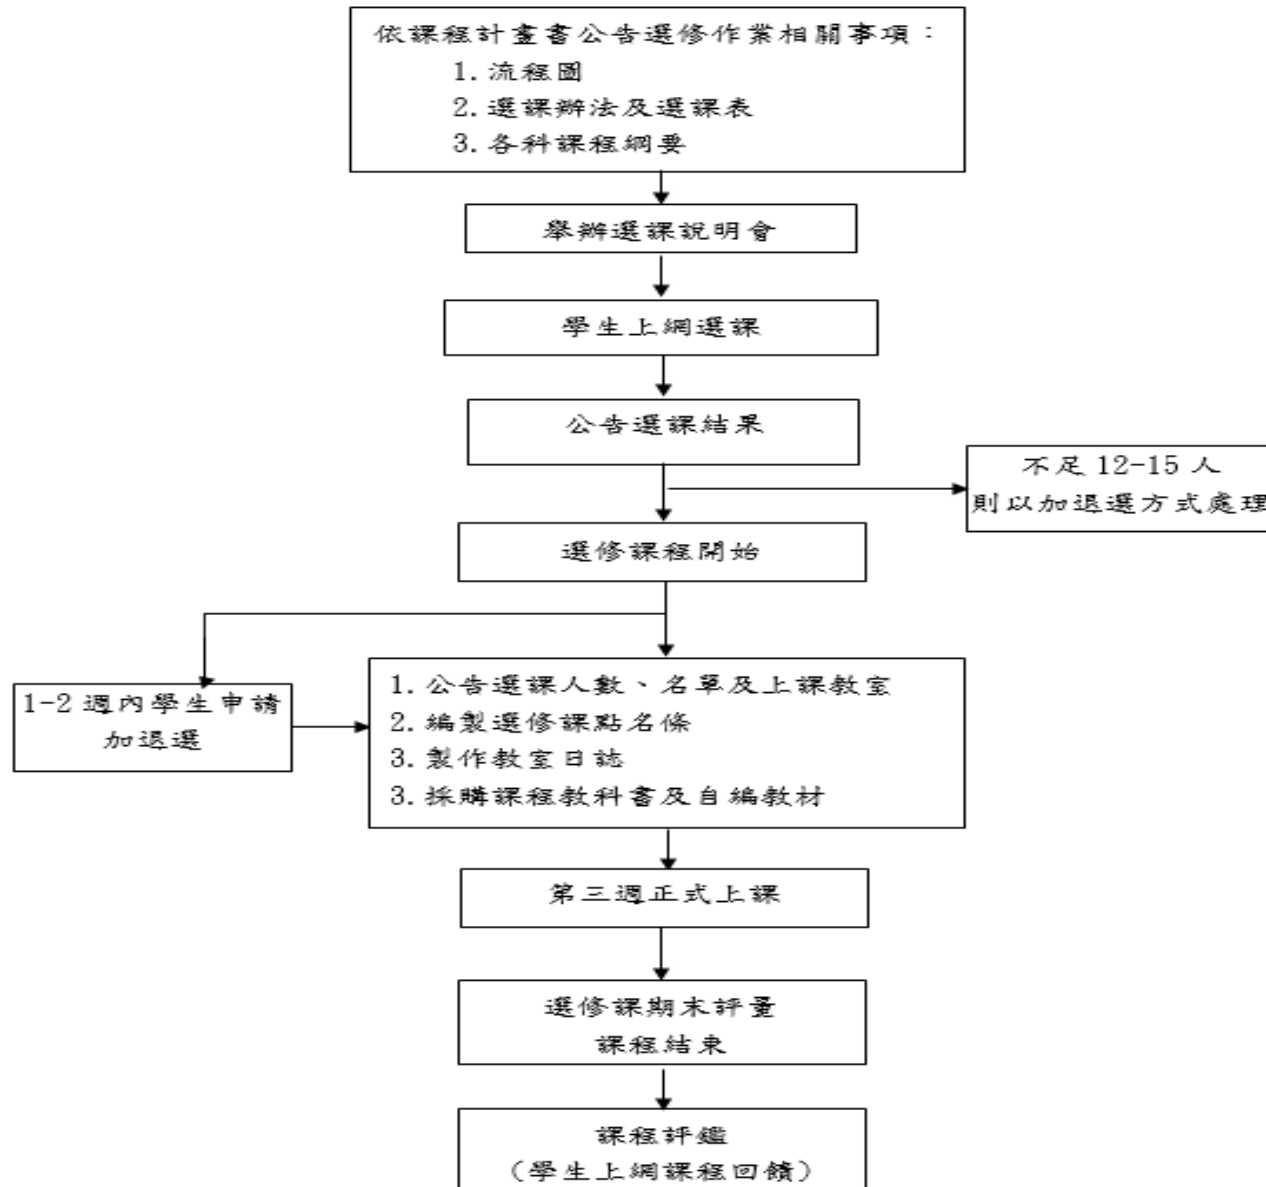 依課程計畫書公告選修作業相關事項：
1.流程圖
2.選課辦法及選課表
3.各科課程綱要
舉辦選課說明會
學生上網選課
公告選課結果
不足 12-15 人
則以加退選方式處理
選修課程開始
1-2 週內學生申請
加退選
1.公告選課人數、名單及上課教室
2.編製選修課點名條
3.製作教室日誌
3.採購課程教科書及自編教材
第三週正式上課
選修課期末評量
課程結束
課程評鑑
(學生上網課程回饋)